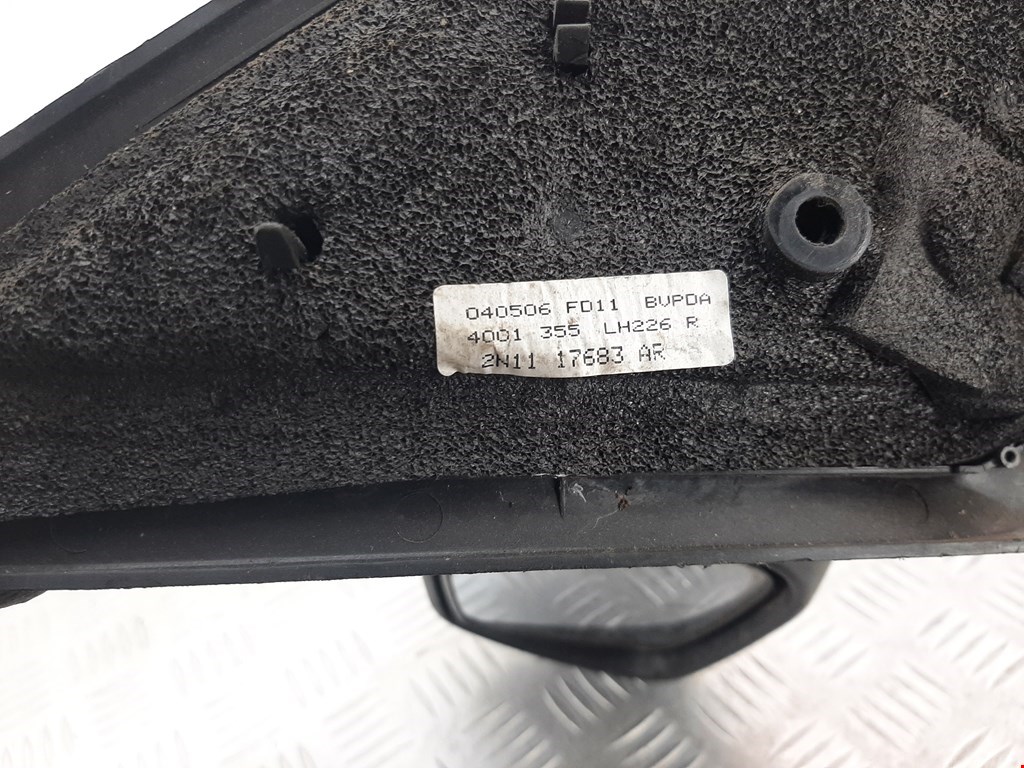 040506 FD11 BVPDA
4001 355 LH226 R
2N11 17683 AR